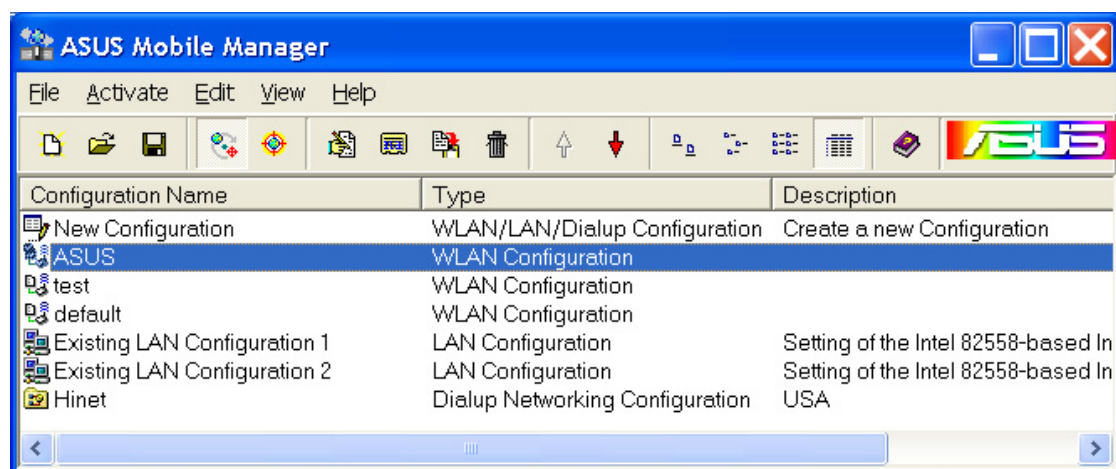 ASUS Mobile Manager
File Activate Edit View Help
ASUS
Configuration Name Type Description
New Configuration WLAN/LAN/Dialup Configuration Create a new Configuration
ASUS WLAN Configuration
test WLAN Configuration
default WLAN Configuration
Existing LAN Configuration 1 LAN Configuration Setting of the Intel 82558-based In
Existing LAN Configuration 2 LAN Configuration Setting of the Intel 82558-based In
Hinet Dialup Networking Configuration USA